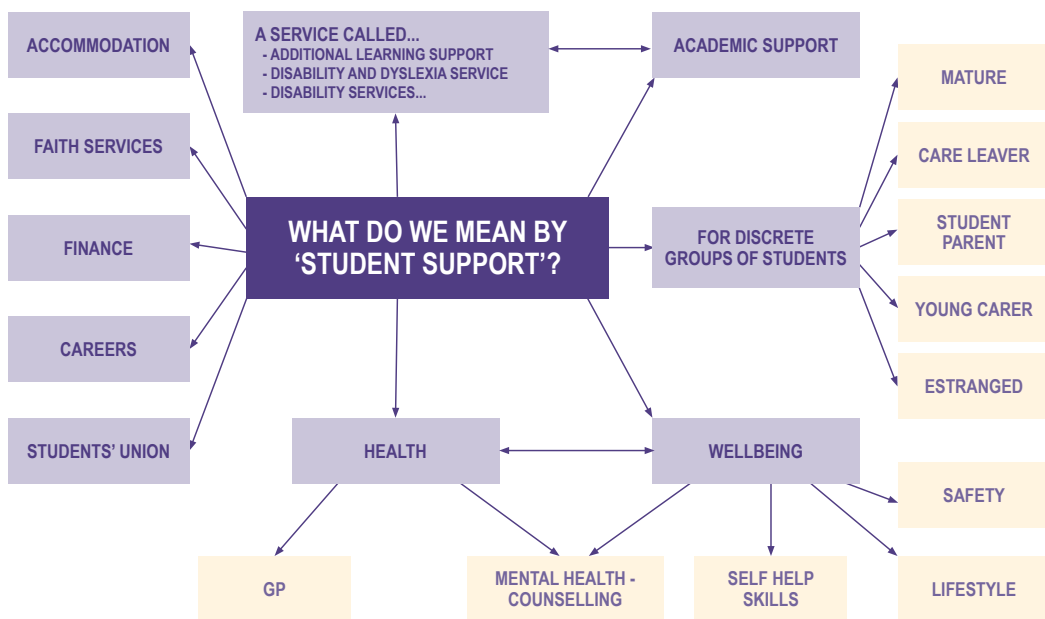 ACCOMMODATION
A SERVICE CALLED...
- ADDITIONAL LEARNING SUPPORT
- DISABILITY AND DYSLEXIA SERVICE
- DISABILITY SERVICES...
ACADEMIC SUPPORT
MATURE
FAITH SERVICES
CARE LEAVER
WHAT DO WE MEAN BY
‘STUDENT SUPPORT’?
FINANCE
FOR DISCRETE
GROUPS OF STUDENTS
STUDENT
PARENT
YOUNG CARER
CAREERS
ESTRANGED
STUDENTS’ UNION
HEALTH
WELLBEING
SAFETY
GP
MENTAL HEALTH -
COUNSELLING
SELF HELP
SKILLS
LIFESTYLE